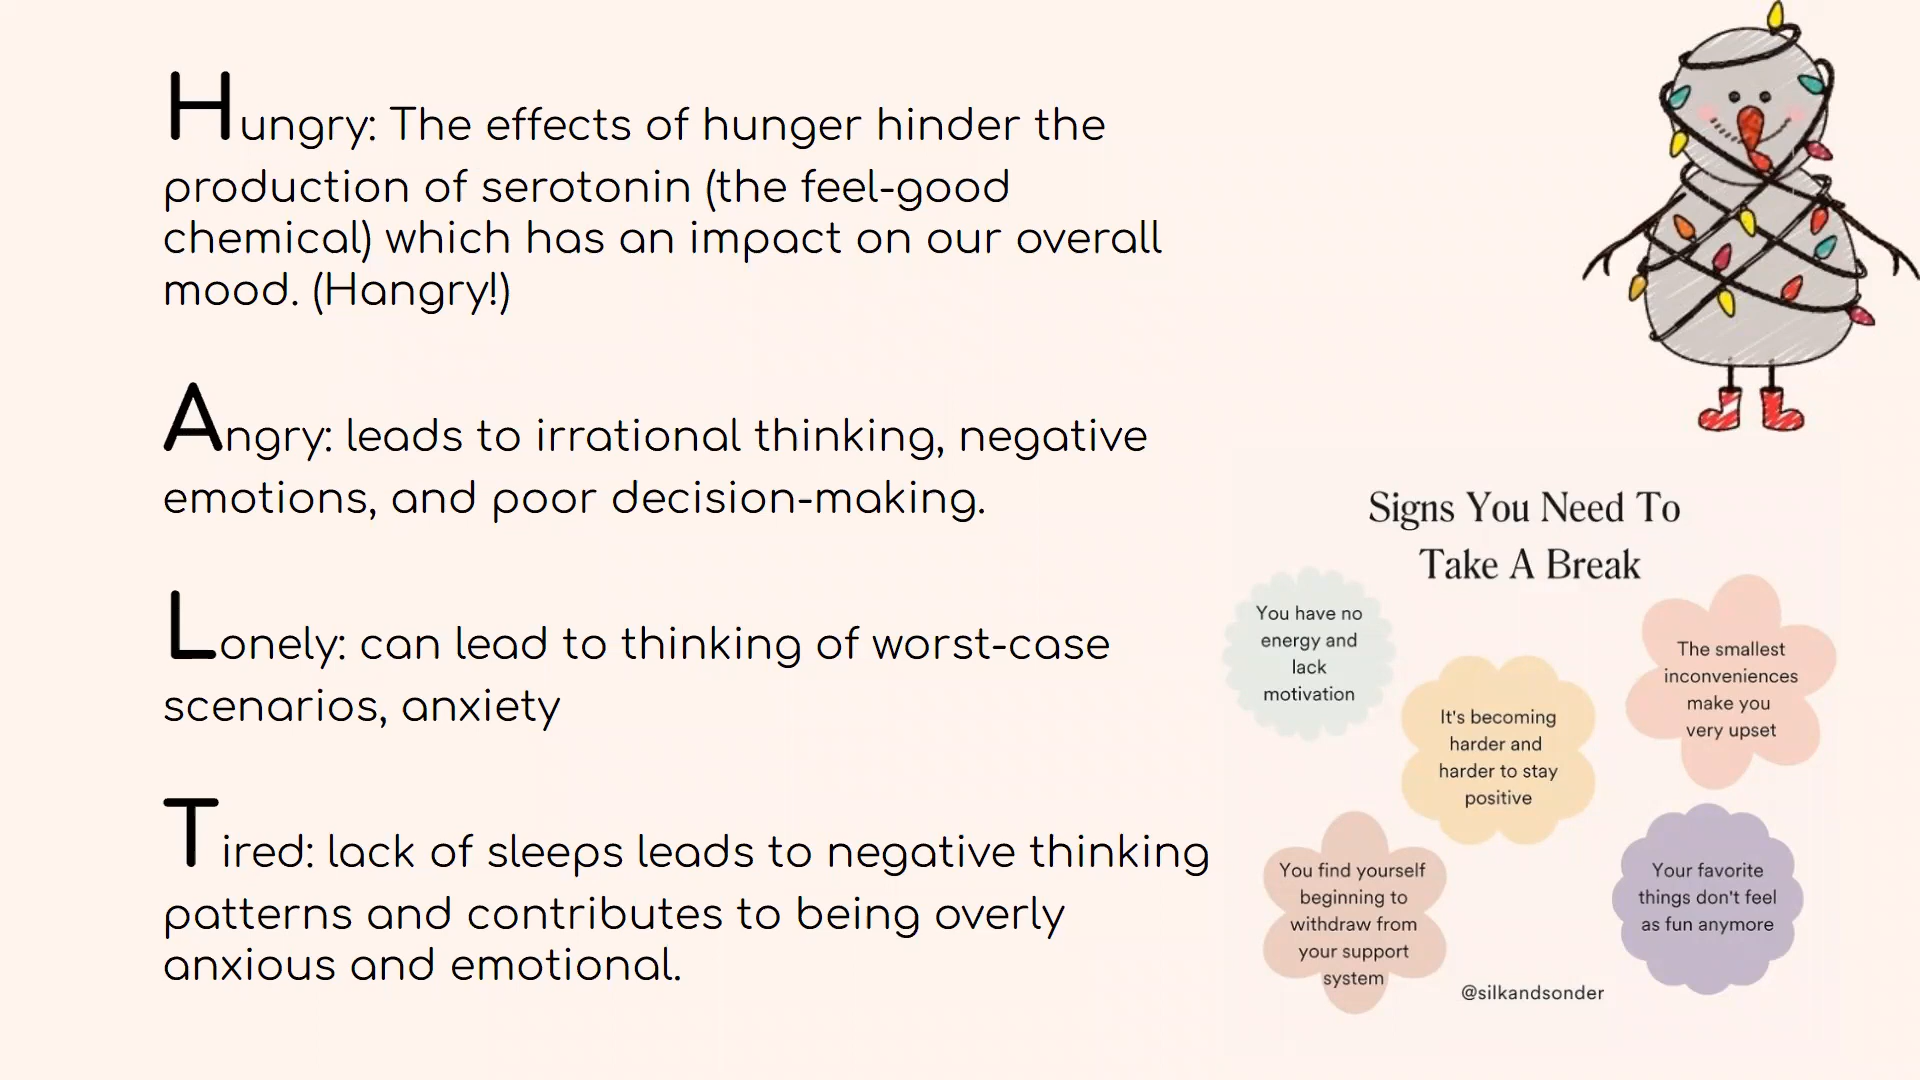 Hungry: The effects of hunger hinder the
production of serotonin (the feel-good
chemical) which has an impact on our overall
mood. (Hangry!)
Angry: leads to irrational thinking, negative
emotions, and poor decision-making.
Lonely: can lead to thinking of worst-case
scenarios, anxiety
Tired: lack of sleeps leads to negative thinking
patterns and contributes to being overly
anxious and emotional.
Signs You Need To
Take A Break
You have no
energy and
lack
motivation
The smallest
inconveniences
make you
very upset
It's becoming
harder and
harder to stay
positive
You find yourself
beginning to
withdraw from
your support
system
Your favorite
things don't feel
as fun anymore
@silkandsonder